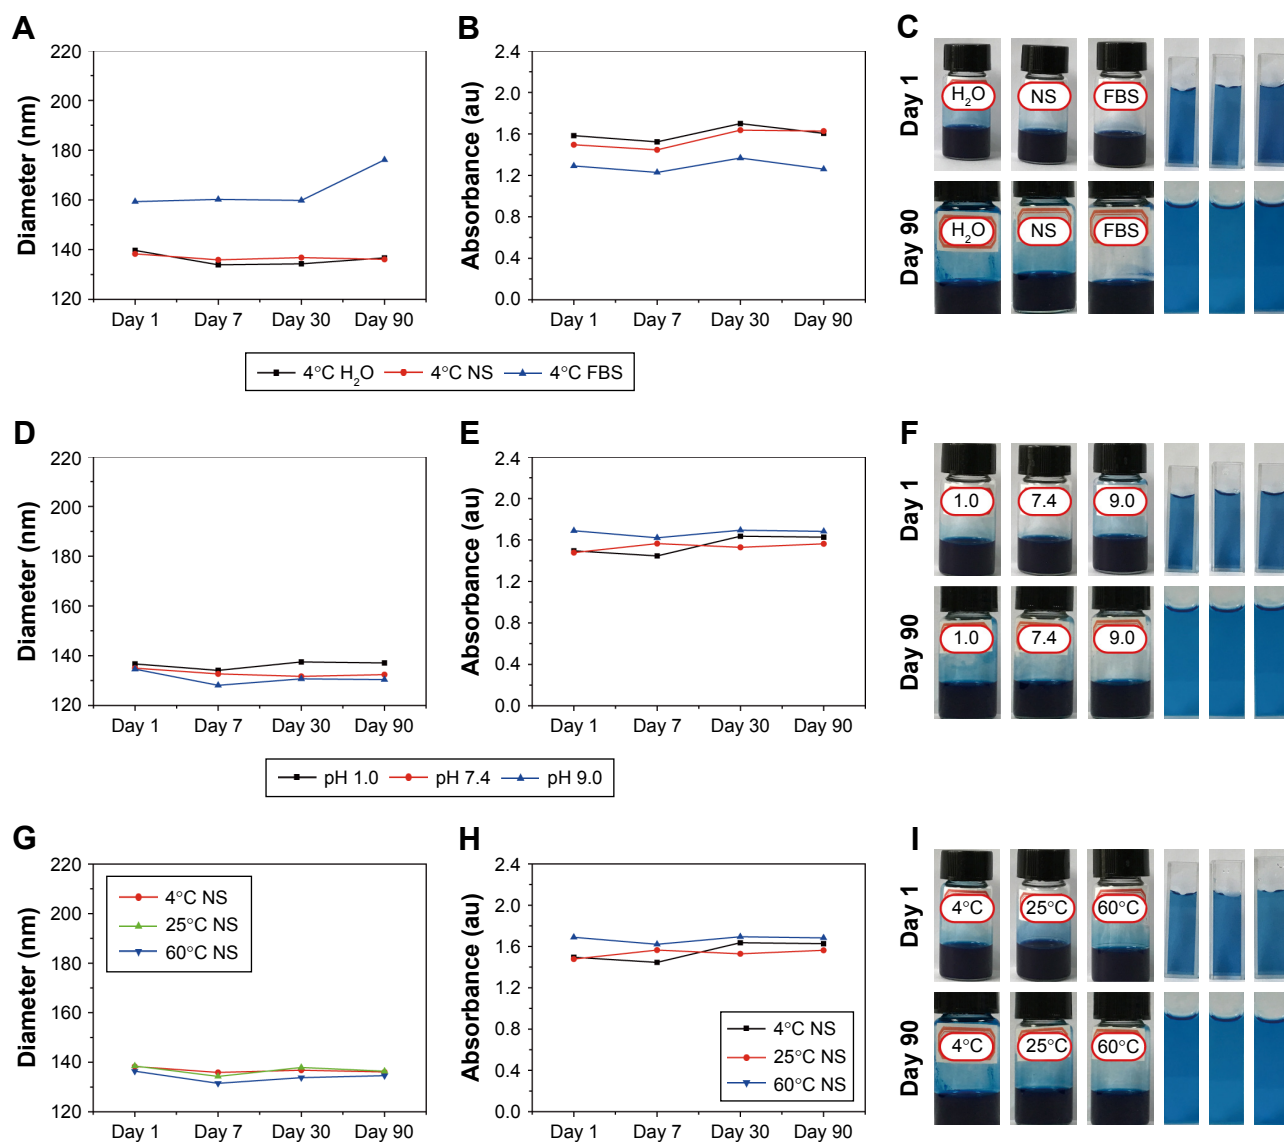 A
220
200
180
160
140
120
Diameter (nm)
Day 1 Day 7 Day 30 Day 90
B
2.4
2.0
1.6
1.2
0.8
0.4
0.0
Absorbance (au)
Day 1 Day 7 Day 30 Day 90
4°C H₂O 4°C NS 4°C FBS
C
Day 1
H₂O NS FBS
Day 90
H₂O NS FBS
D
220
200
180
160
140
120
Diameter (nm)
Day 1 Day 7 Day 30 Day 90
E
2.4
2.0
1.6
1.2
0.8
0.4
0.0
Absorbance (au)
Day 1 Day 7 Day 30 Day 90
pH 1.0 pH 7.4 pH 9.0
F
Day 1
1.0 7.4 9.0
Day 90
1.0 7.4 9.0
G
220
200
180
160
140
120
Diameter (nm)
4°C NS
25°C NS
60°C NS
Day 1 Day 7 Day 30 Day 90
H
2.4
2.0
1.6
1.2
0.8
0.4
0.0
Absorbance (au)
4°C NS
25°C NS
60°C NS
Day 1 Day 7 Day 30 Day 90
I
Day 1
4°C 25°C 60°C
Day 90
4°C 25°C 60°C